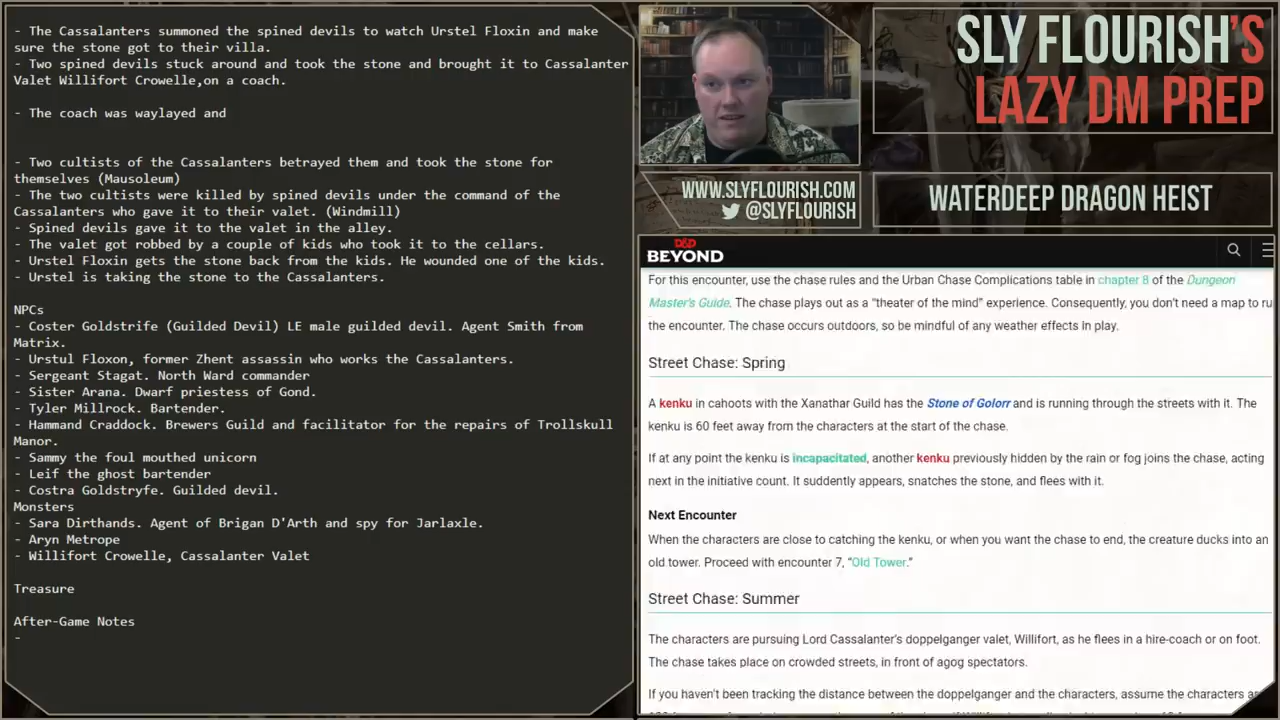 - The Cassalanters summoned the spined devils to watch Urstel Floxin and make
sure the stone got to their villa.
- Two spined devils stuck around and took the stone and brought it to Cassalanter
Valet Willifort Crowelle,on a coach.
- The coach was waylayed and
- Two cultists of the Cassalanters betrayed them and took the stone for
themselves (Mausoleum)
- The two cultists were killed by spined devils under the command of the
Cassalanters who gave it to their valet. (Windmill)
- Spined devils gave it to the valet in the alley.
- The valet got robbed by a couple of kids who took it to the cellars.
- Urstel Floxin gets the stone back from the kids. He wounded one of the kids.
- Urstel is taking the stone to the Cassalanters.
NPCs
- Coster Goldstrife (Guilded Devil) LE male guilded devil. Agent Smith from
Matrix.
- Urstul Floxon, former Zhent assassin who works the Cassalanters.
- Sergeant Stagat. North Ward commander
- Sister Arana. Dwarf priestess of Gond.
- Tyler Millrock. Bartender.
- Hammand Craddock. Brewers Guild and facilitator for the repairs of Trollskull
Manor.
- Sammy the foul mouthed unicorn
- Leif the ghost bartender
- Costra Goldstryfe. Guilded devil.
Monsters
- Sara Dirthands. Agent of Brigan D'Arth and spy for Jarlaxle.
- Aryn Metrope
- Willifort Crowelle, Cassalanter Valet
Treasure
After-Game Notes
-
SLY FLOURISH'S
LAZY DM PREP
WWW.SLYFLOURISH.COM
@SLYFLOURISH
WATERDEEP DRAGON HEIST
D&D
BEYOND
For this encounter, use the chase rules and the Urban Chase Complications table in chapter 8 of the Dungeon
Master's Guide. The chase plays out as a "theater of the mind" experience. Consequently, you don't need a map to ru
the encounter. The chase occurs outdoors, so be mindful of any weather effects in play.
Street Chase: Spring
A kenku in cahoots with the Xanathar Guild has the Stone of Golorr and is running through the streets with it. The
kenku is 60 feet away from the characters at the start of the chase.
If at any point the kenku is incapacitated, another kenku previously hidden by the rain or fog joins the chase, acting
next in the initiative count. It suddently appears, snatches the stone, and flees with it.
Next Encounter
When the characters are close to catching the kenku, or when you want the chase to end, the creature ducks into an
old tower. Proceed with encounter 7, "Old Tower."
Street Chase: Summer
The characters are pursuing Lord Cassalanter's doppelganger valet, Willifort, as he flees in a hire-coach or on foot.
The chase takes place on crowded streets, in front of agog spectators.
If you haven't been tracking the distance between the doppelganger and the characters, assume the characters ar